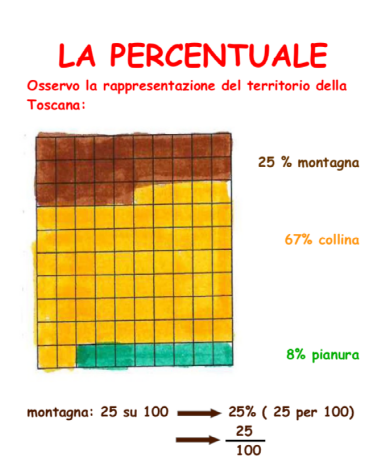 LA PERCENTUALE
Osservo la rappresentazione del territorio della
Toscana:
25 % montagna
67% collina
8% pianura
montagna: 25 su 100 25% ( 25 per 100)
25
100